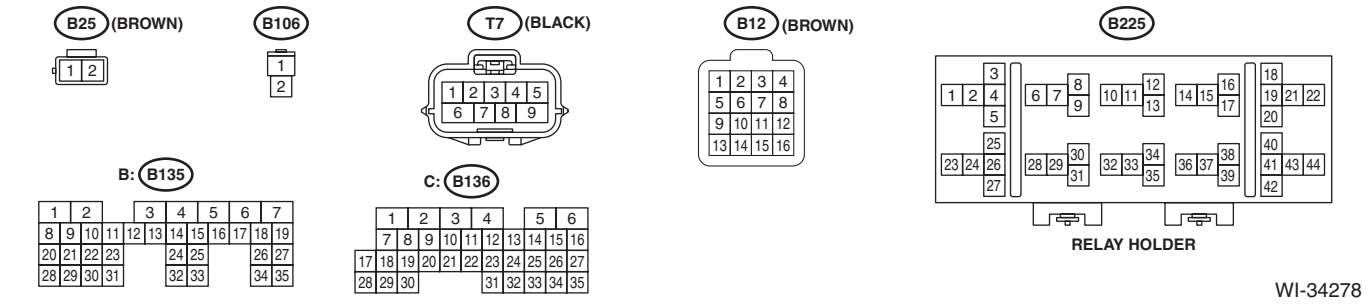 B25 (BROWN)
1 2
B106
1
2
T7 (BLACK)
1 2 3 4 5
6 7 8 9
B12 (BROWN)
1 2 3 4
5 6 7 8
9 10 11 12
13 14 15 16
B225
3 8 12 16 18
1 2 4 6 7 10 11 14 15 19 21 22
5 9 13 17 20
25 30 34 38 40
23 24 26 28 29 32 33 36 37 41 43 44
27 31 35 39 42
RELAY HOLDER
B: B135
1 2 3 4 5 6 7
8 9 10 11 12 13 14 15 16 17 18 19
20 21 22 23 24 25 26 27
28 29 30 31 32 33 34 35
C: B136
1 2 3 4 5 6
7 8 9 10 11 12 13 14 15 16
17 18 19 20 21 22 23 24 25 26 27
28 29 30 31 32 33 34 35
WI-34278